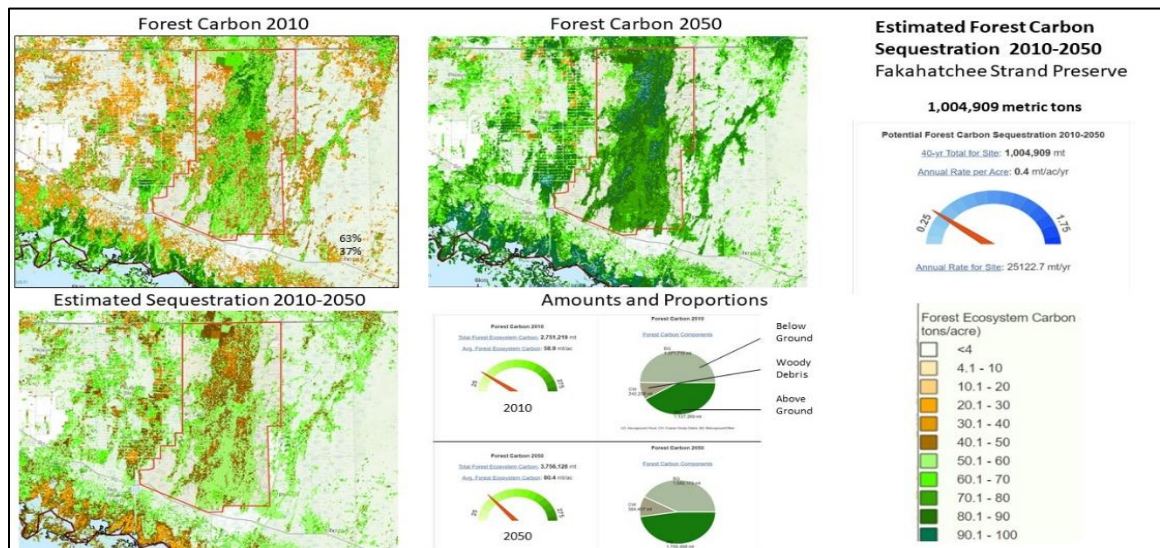 Forest Carbon 2010
Forest Carbon 2050
Estimated Forest Carbon
Sequestration 2010-2050
Fakahatchee Strand Preserve
1,004,909 metric tons
Potential Forest Carbon Sequestration 2010-2050
40-yr Total for Site: 1,004,909 mt
Annual Rate per Acre: 0.4 mt/ac/yr
0.25
1.75
Annual Rate for Site: 25122.7 mt/yr
63%
37%
Estimated Sequestration 2010-2050
Amounts and Proportions
Forest Carbon 2010
Total Forest Ecosystem Carbon: 2,751,219 mt
Avg. Forest Ecosystem Carbon: 58.9 mt/ac
25
275
2010
Forest Carbon 2010
Forest Carbon Components
BG
CW
Below
Ground
Woody
Debris
Above
Ground
Forest Carbon 2050
Total Forest Ecosystem Carbon: 3,756,128 mt
Avg. Forest Ecosystem Carbon: 80.4 mt/ac
25
275
2050
Forest Carbon 2050
Forest Carbon Components
BG
CW
Forest Ecosystem Carbon
tons/acre)
<4
4.1 - 10
10.1 - 20
20.1 - 30
30.1 - 40
40.1 - 50
50.1 - 60
60.1 - 70
70.1 - 80
80.1 - 90
90.1 - 100